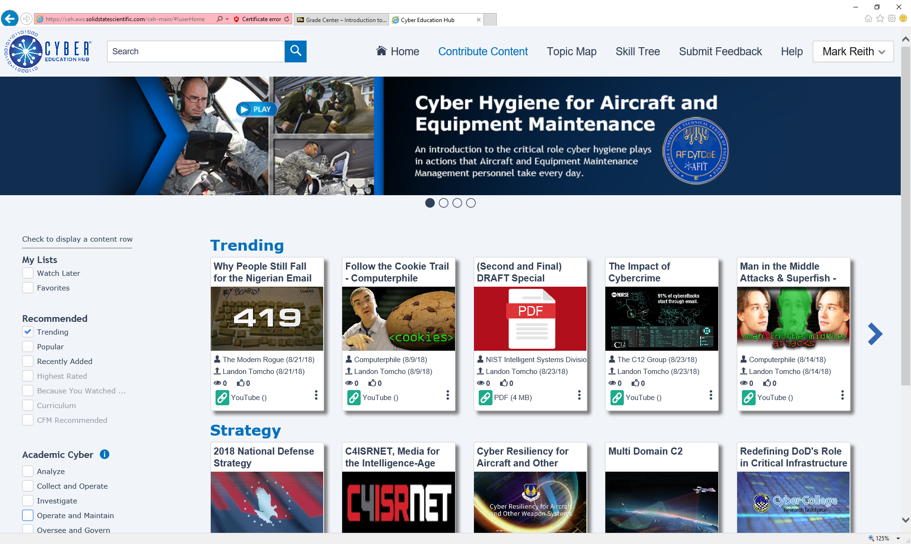 https://ceh.aws.solidstatescientific.com/ceh-main/#/userHome
Certificate error
Grade Center – Introduction to...
Cyber Education Hub
CYBER
EDUCATION HUB
Search
Home
Contribute Content
Topic Map
Skill Tree
Submit Feedback
Help
Mark Reith
PLAY
Cyber Hygiene for Aircraft and
Equipment Maintenance
An introduction to the critical role cyber hygiene plays
in actions that Aircraft and Equipment Maintenance
Management personnel take every day.
AFCyTCoE
AFIT
Check to display a content row
My Lists
Watch Later
Favorites
Recommended
Trending
Popular
Recently Added
Highest Rated
Because You Watched ...
Curriculum
CFM Recommended
Academic Cyber
Analyze
Collect and Operate
Investigate
Operate and Maintain
Oversee and Govern
Trending
Why People Still Fall
for the Nigerian Email
419
The Modern Rogue (8/21/18)
Landon Tomcho (8/21/18)
0 0
YouTube ()
Follow the Cookie Trail
- Computerphile
<cookies>
Computerphile (8/9/18)
Landon Tomcho (8/9/18)
0 0
YouTube ()
(Second and Final)
DRAFT Special
PDF
NIST Intelligent Systems Divisio
Landon Tomcho (8/23/18)
0 0
PDF (4 MB)
The Impact of
Cybercrime
NORSE
91% of cyberattacks
start through email.
The C12 Group (8/23/18)
Landon Tomcho (8/23/18)
0 0
YouTube ()
Man in the Middle
Attacks & Superfish -
man in the middle
attacks
Computerphile (8/14/18)
Landon Tomcho (8/14/18)
0 0
YouTube ()
Strategy
2018 National Defense
Strategy
C4ISRNET, Media for
the Intelligence-Age
C4ISRNET
Cyber Resiliency for
Aircraft and Other
Cyber Resiliency for Aircraft
and Other Weapon Systems
Multi Domain C2
Redefining DoD's Role
in Critical Infrastructure
Cyber College
125%